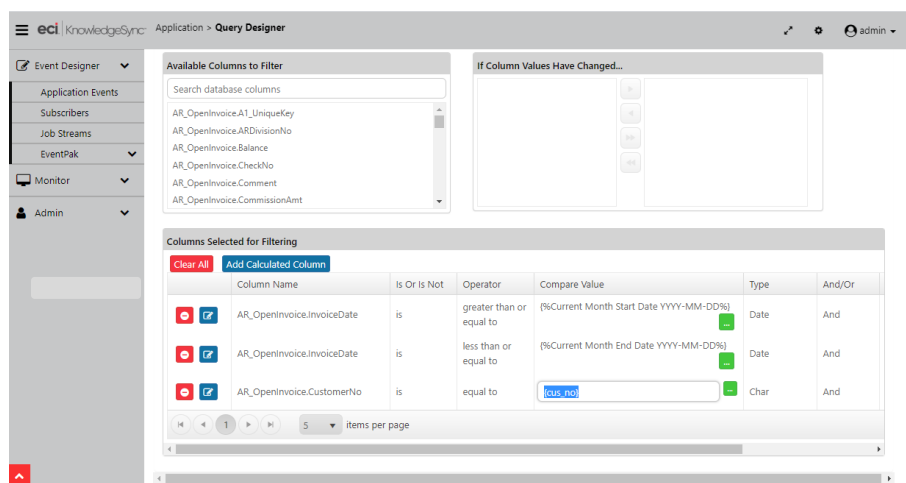 eci KnowledgeSync
Application > Query Designer
admin
Event Designer
Application Events
Subscribers
Job Streams
EventPak
Monitor
Admin
Available Columns to Filter
Search database columns
AR_OpenInvoice.A1_UniqueKey
AR_OpenInvoice.ARDivisionNo
AR_OpenInvoice.Balance
AR_OpenInvoice.CheckNo
AR_OpenInvoice.Comment
AR_OpenInvoice.CommissionAmt
If Column Values Have Changed...
Columns Selected for Filtering
Clear All Add Calculated Column
Column Name Is Or Is Not Operator Compare Value Type And/Or
AR_OpenInvoice.InvoiceDate is greater than or equal to {%Current Month Start Date YYYY-MM-DD%} ... Date And
AR_OpenInvoice.InvoiceDate is less than or equal to {%Current Month End Date YYYY-MM-DD%} ... Date And
AR_OpenInvoice.CustomerNo is equal to {cus_no} ... Char And
1 5 items per page